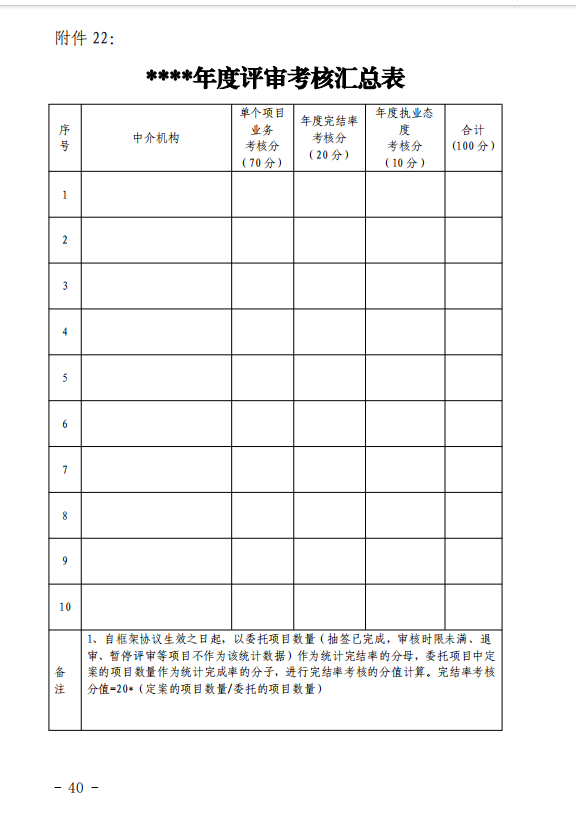 附件 22：
****年度评审考核汇总表
序
号
中介机构
单个项目
业务
考核分
（70 分）
年度完结率
考核分
（20 分）
年度执业态
度
考核分
（10 分）
合计
(100 分)
1
2
3
4
5
6
7
8
9
10
备
注
1、自框架协议生效之日起，以委托项目数量（抽签已完成，审核时限未满、退
审、暂停评审等项目不作为该统计数据）作为统计完结率的分母，委托项目中定
案的项目数量作为统计完成率的分子，进行完结率考核的分值计算。完结率考核
分值=20*（定案的项目数量/委托的项目数量）
- 40 -